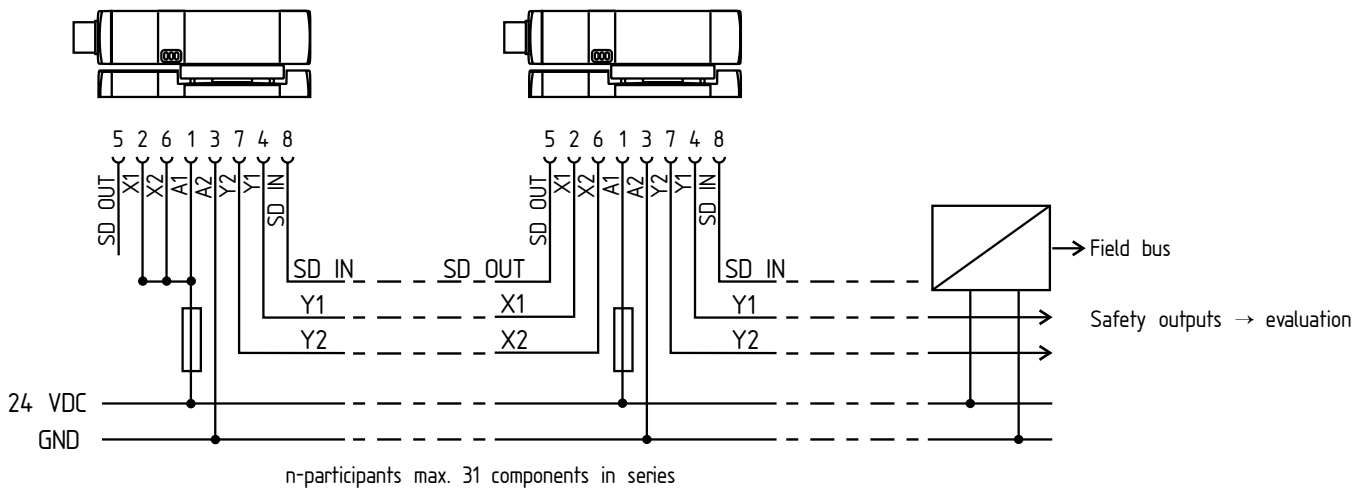 5 2 6 1 3 7 4 8
SD OUT X1 X2 A1 A2 Y2 Y1 SD IN
5 2 6 1 3 7 4 8
SD OUT X1 X2 A1 A2 Y2 Y1 SD IN
Field bus
SD IN SD OUT SD IN
Y1 X1 Y1
Safety outputs → evaluation
Y2 X2 Y2
24 VDC
GND
n-participants max. 31 components in series